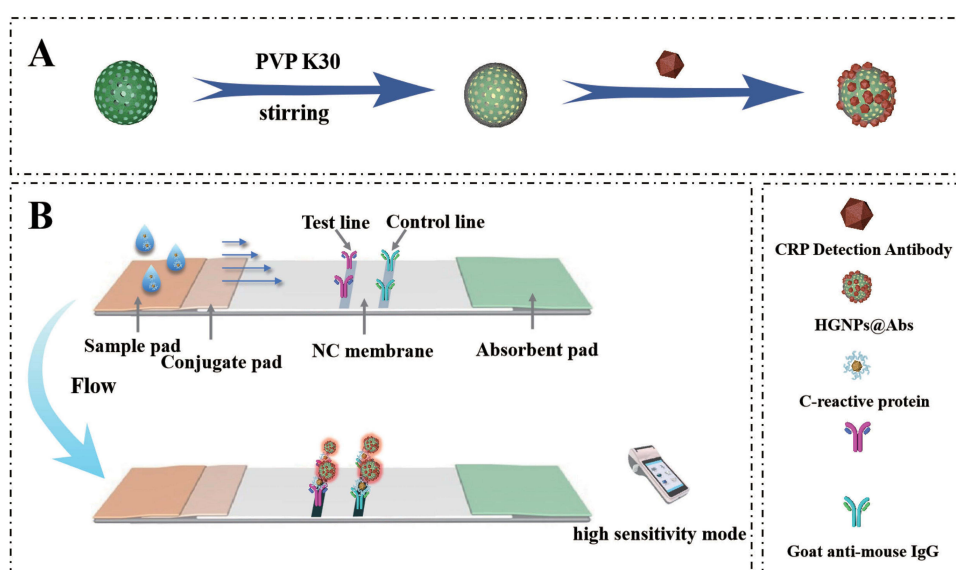 A
PVP K30
stirring
B
Test line
Control line
Sample pad
Conjugate pad
NC membrane
Absorbent pad
Flow
high sensitivity mode
CRP Detection Antibody
HGNPs@Abs
C-reactive protein
Goat anti-mouse IgG